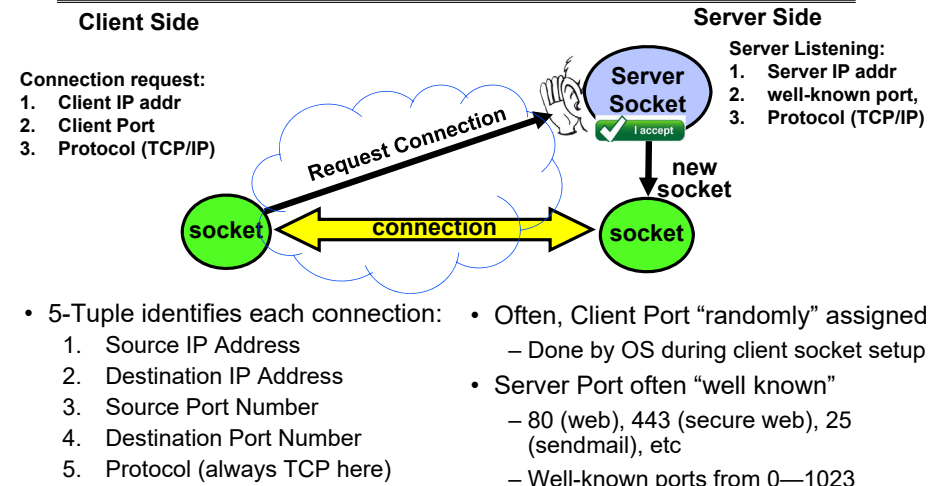 Client Side
Server Side
Connection request:
1. Client IP addr
2. Client Port
3. Protocol (TCP/IP)
Server Listening:
1. Server IP addr
2. well-known port,
3. Protocol (TCP/IP)
Server
Socket
I accept
Request Connection
new
socket
socket
connection
socket
• 5-Tuple identifies each connection:
1. Source IP Address
2. Destination IP Address
3. Source Port Number
4. Destination Port Number
5. Protocol (always TCP here)
• Often, Client Port “randomly” assigned
– Done by OS during client socket setup
• Server Port often “well known”
– 80 (web), 443 (secure web), 25
(sendmail), etc
– Well-known ports from 0—1023